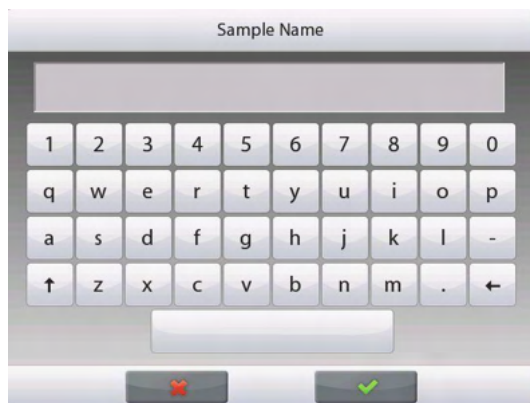 Sample Name
1 2 3 4 5 6 7 8 9 0
q w e r t y u i o p
a s d f g h j k l -
↑ z x c v b n m . ←